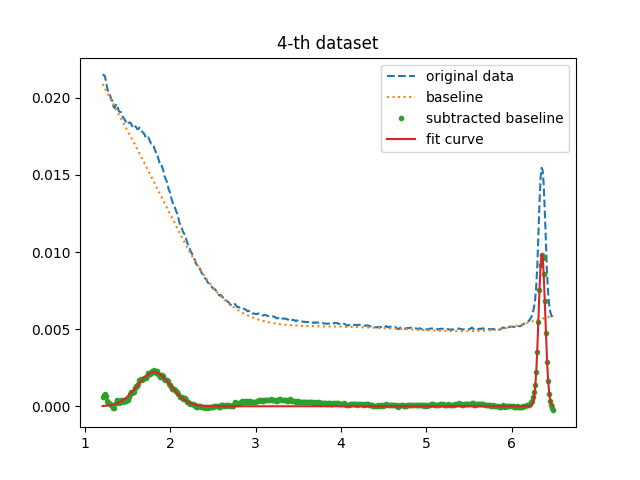 4-th dataset
original data
baseline
subtracted baseline
fit curve
0.020
0.015
0.010
0.005
0.000
1 2 3 4 5 6